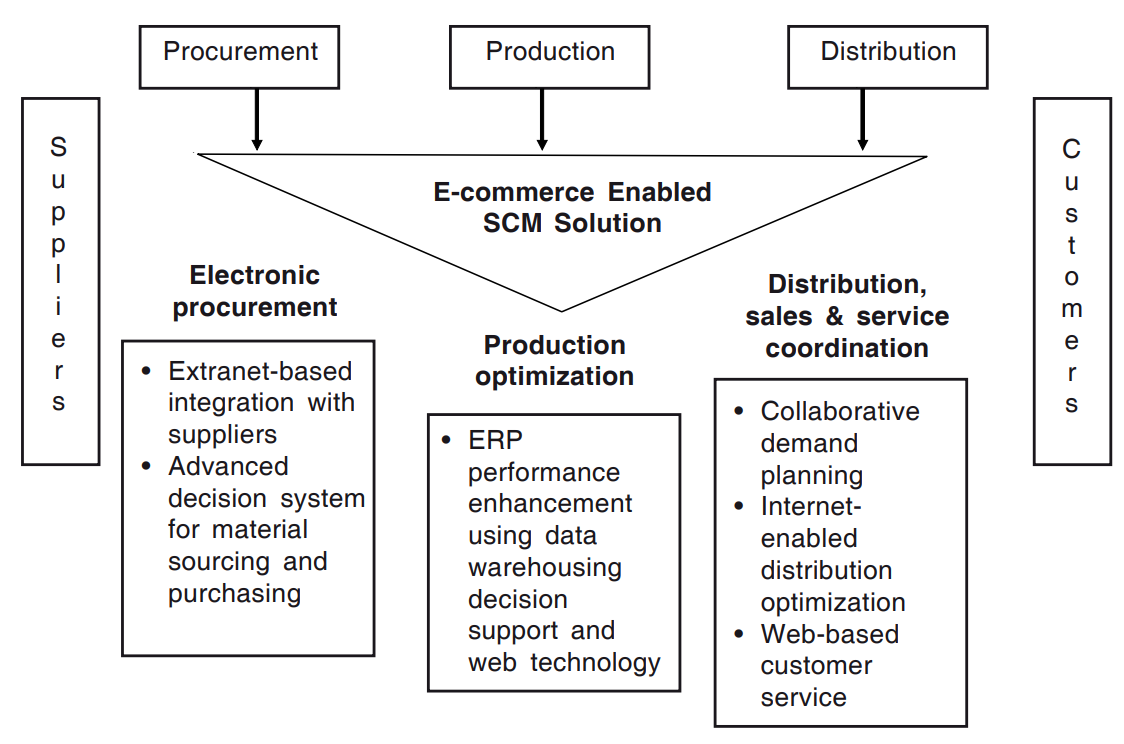 Procurement
Production
Distribution
Suppliers
Customers
E-commerce Enabled
SCM Solution
Electronic
procurement
• Extranet-based
integration with
suppliers
• Advanced
decision system
for material
sourcing and
purchasing
Production
optimization
• ERP
performance
enhancement
using data
warehousing
decision
support and
web technology
Distribution,
sales & service
coordination
• Collaborative
demand
planning
• Internet-
enabled
distribution
optimization
• Web-based
customer
service